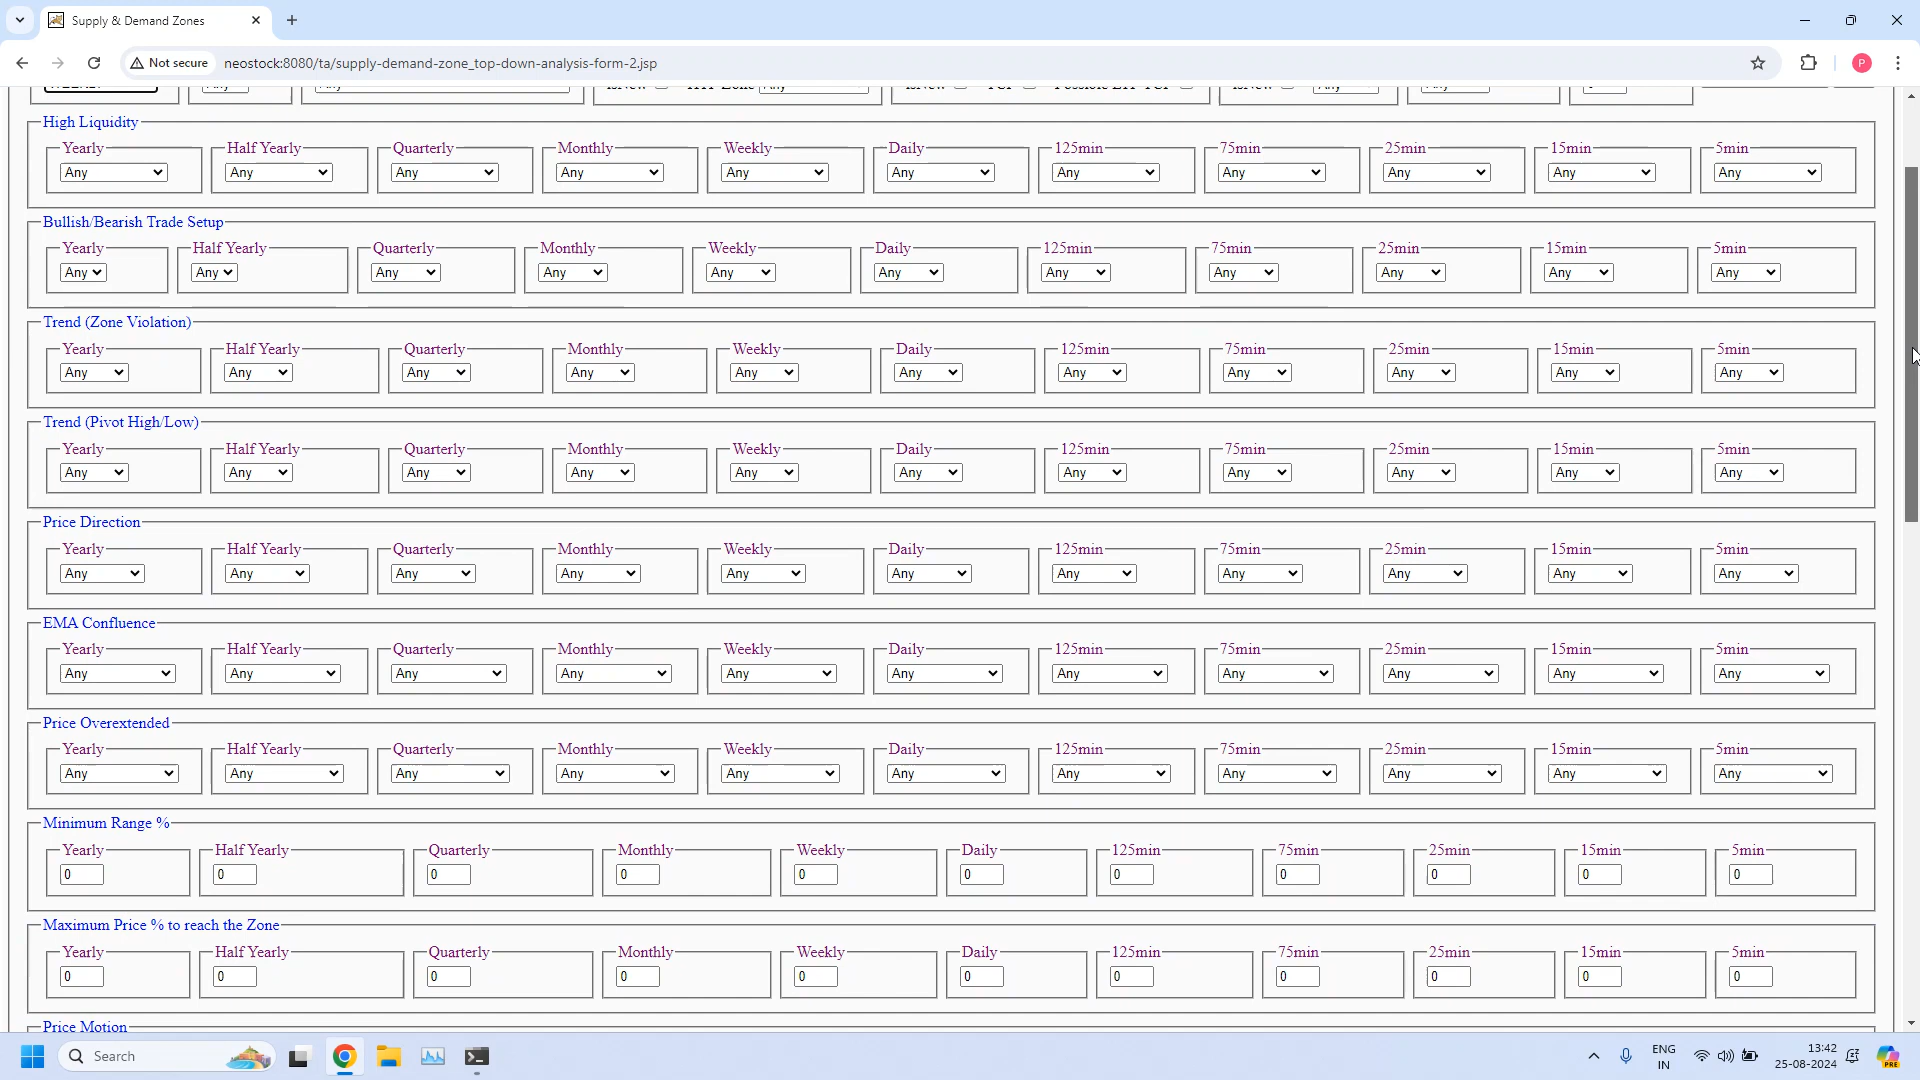 Supply & Demand Zones
Not secure neostock:8080/ta/supply-demand-zone_top-down-analysis-form-2.jsp P
High Liquidity
Yearly Half Yearly Quarterly Monthly Weekly Daily 125min 75min 25min 15min 5min
Any Any Any Any Any Any Any Any Any Any Any
Bullish/Bearish Trade Setup
Yearly Half Yearly Quarterly Monthly Weekly Daily 125min 75min 25min 15min 5min
Any Any Any Any Any Any Any Any Any Any Any
Trend (Zone Violation)
Yearly Half Yearly Quarterly Monthly Weekly Daily 125min 75min 25min 15min 5min
Any Any Any Any Any Any Any Any Any Any Any
Trend (Pivot High/Low)
Yearly Half Yearly Quarterly Monthly Weekly Daily 125min 75min 25min 15min 5min
Any Any Any Any Any Any Any Any Any Any Any
Price Direction
Yearly Half Yearly Quarterly Monthly Weekly Daily 125min 75min 25min 15min 5min
Any Any Any Any Any Any Any Any Any Any Any
EMA Confluence
Yearly Half Yearly Quarterly Monthly Weekly Daily 125min 75min 25min 15min 5min
Any Any Any Any Any Any Any Any Any Any Any
Price Overextended
Yearly Half Yearly Quarterly Monthly Weekly Daily 125min 75min 25min 15min 5min
Any Any Any Any Any Any Any Any Any Any Any
Minimum Range %
Yearly Half Yearly Quarterly Monthly Weekly Daily 125min 75min 25min 15min 5min
0 0 0 0 0 0 0 0 0 0 0
Maximum Price % to reach the Zone
Yearly Half Yearly Quarterly Monthly Weekly Daily 125min 75min 25min 15min 5min
0 0 0 0 0 0 0 0 0 0 0
Price Motion
Search ENG 13:42
IN 25-08-2024 PRE